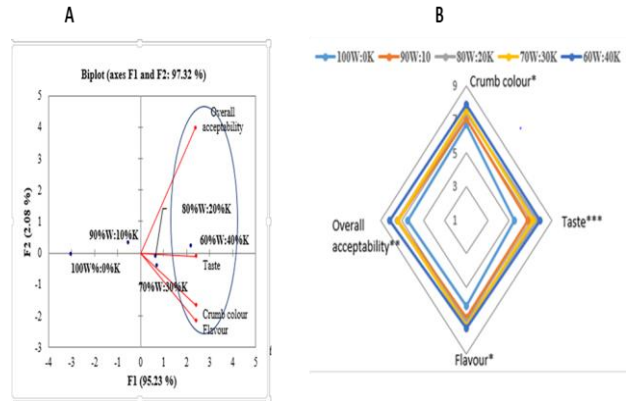 A
B
Biplot (axes F1 and F2: 97.32 %)
5
4
3
2
1
0
-1
-2
-3
F2 (2.08 %)
Overall
acceptability
80%W:20%K
90%W:10%K
60%W:40%K
100W%:0%K
Taste
70%W:30%K
Crumb colour
Flavour
-4 -3 -2 -1 0 1 2 3 4 5
F1 (95.23 %)
100W:0K 90W:10 80W:20K 70W:30K 60W:40K
Crumb colour*
9
7
5
3
1
Overall
acceptability**
Taste***
Flavour*